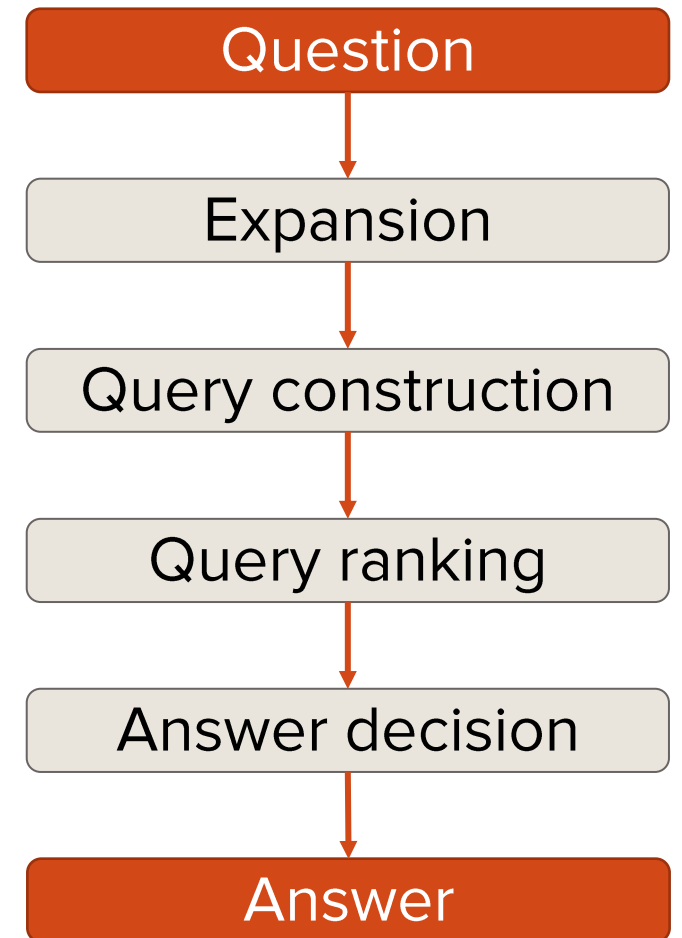 Question
Expansion
Query construction
Query ranking
Answer decision
Answer